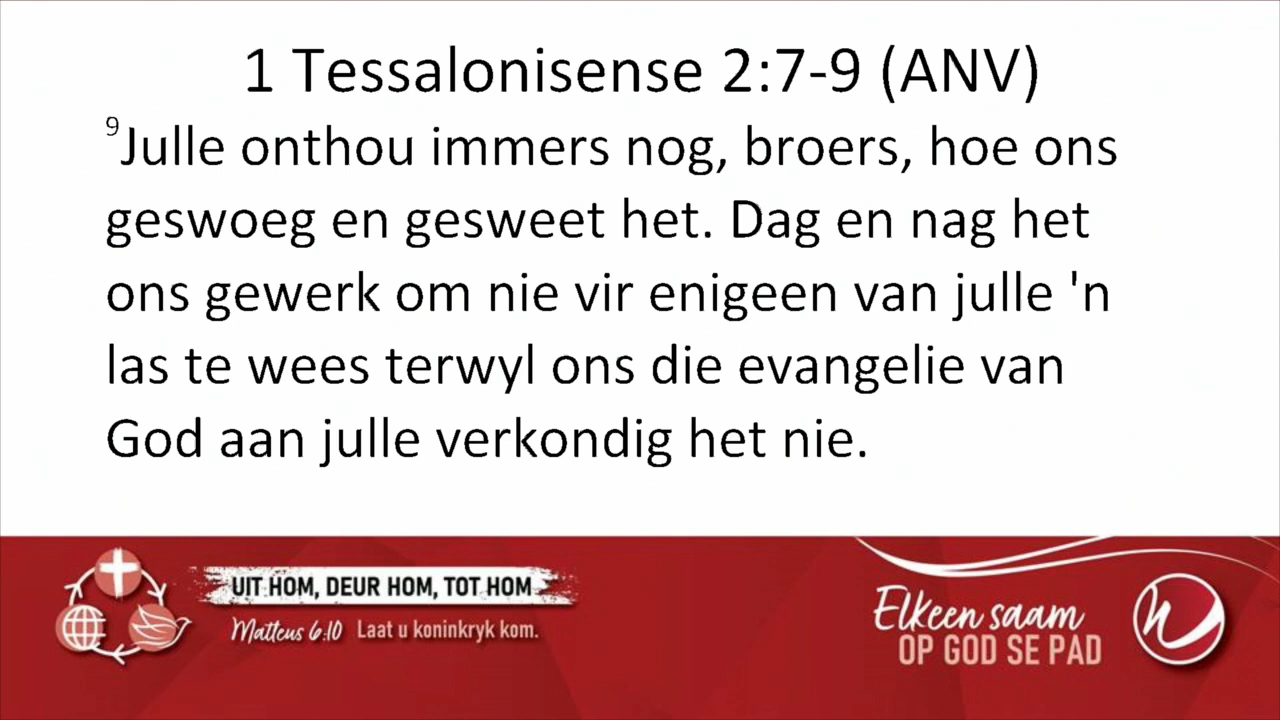 1 Tessalonisense 2:7-9 (ANV)
9Julle onthou immers nog, broers, hoe ons
geswoeg en gesweet het. Dag en nag het
ons gewerk om nie vir enigeen van julle 'n
las te wees terwyl ons die evangelie van
God aan julle verkondig het nie.
UIT HOM, DEUR HOM, TOT HOM
Matteus 6:10 Laat u koninkryk kom.
Elkeen saam
OP GOD SE PAD